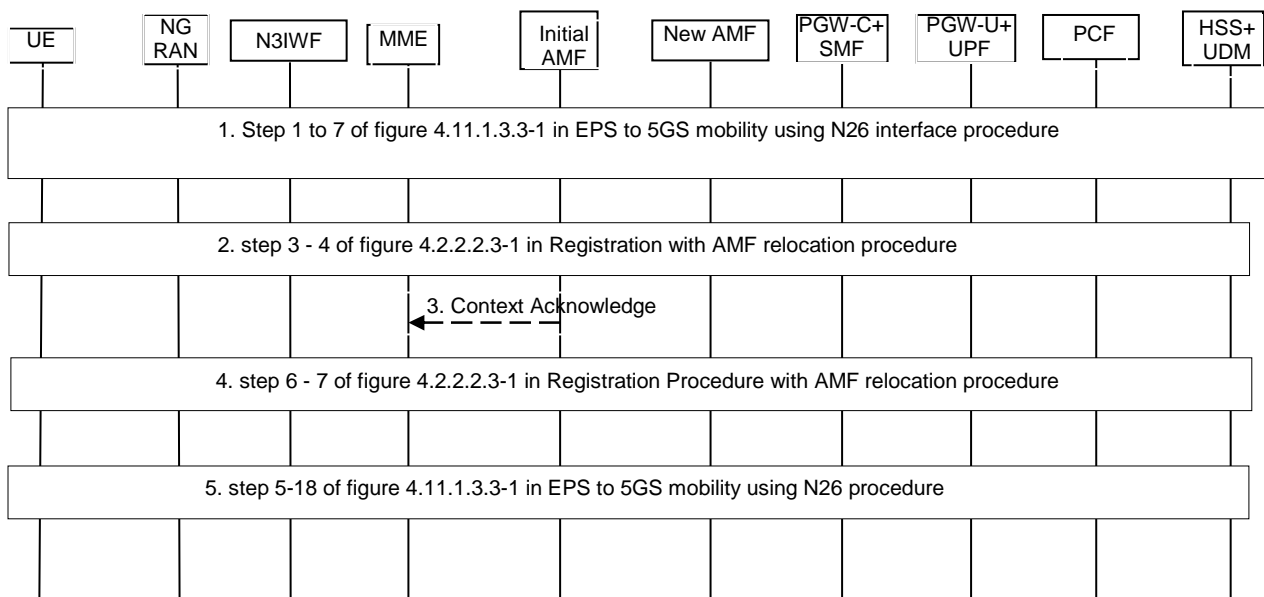 UE
NG
RAN
N3IWF
MME
Initial
AMF
New AMF
PGW-C+
SMF
PGW-U+
UPF
PCF
HSS+
UDM
1. Step 1 to 7 of figure 4.11.1.3.3-1 in EPS to 5GS mobility using N26 interface procedure
2. step 3 - 4 of figure 4.2.2.2.3-1 in Registration with AMF relocation procedure
3. Context Acknowledge
4. step 6 - 7 of figure 4.2.2.2.3-1 in Registration Procedure with AMF relocation procedure
5. step 5-18 of figure 4.11.1.3.3-1 in EPS to 5GS mobility using N26 procedure